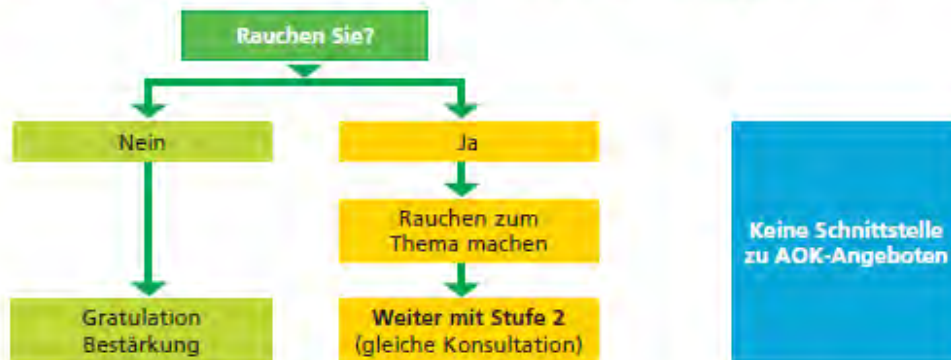 Rauchen Sie?
Nein
Ja
Rauchen zum
Thema machen
Keine Schnittstelle
zu AOK-Angeboten
Gratulation
Bestärkung
Weiter mit Stufe 2
(gleiche Konsultation)